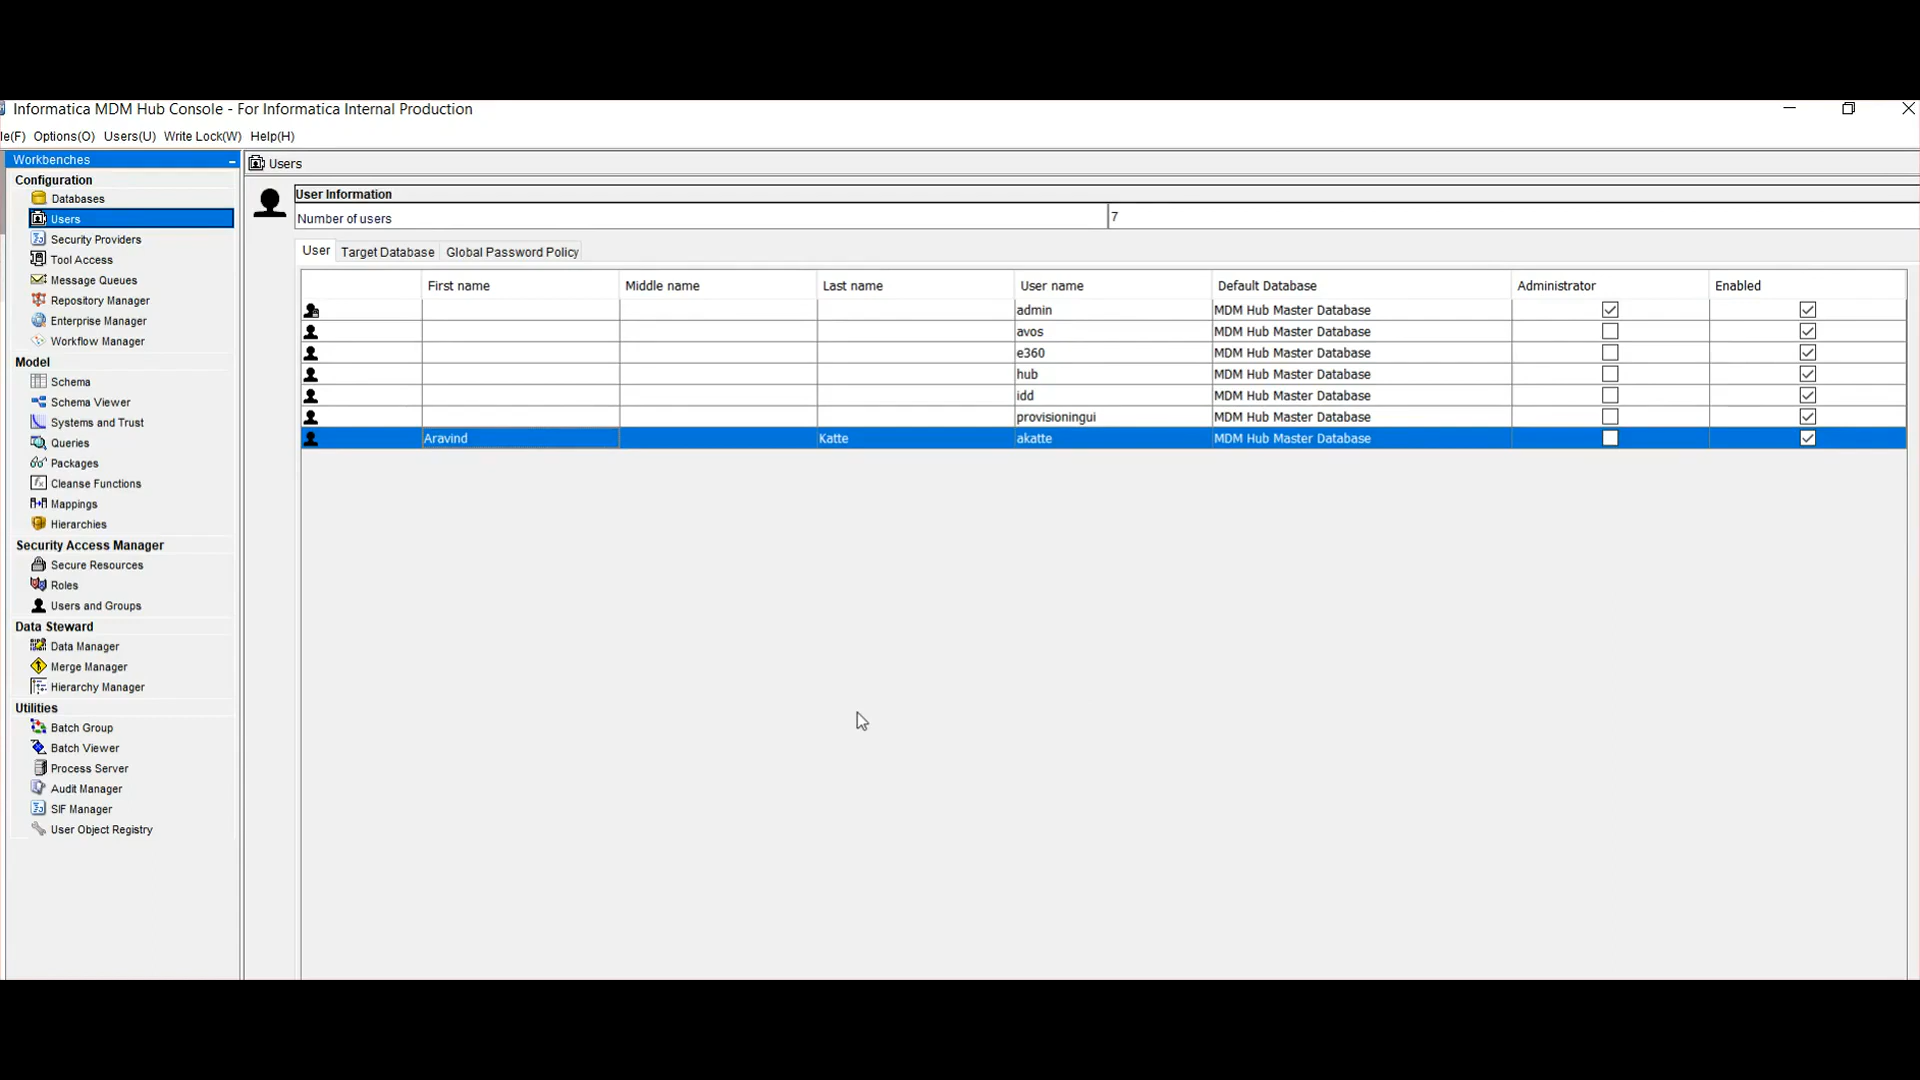 Informatica MDM Hub Console - For Informatica Internal Production
le(F) Options(O) Users(U) Write Lock(W) Help(H)
Workbenches
Configuration
Databases
Users
Security Providers
Tool Access
Message Queues
Repository Manager
Enterprise Manager
Workflow Manager
Model
Schema
Schema Viewer
Systems and Trust
Queries
Packages
Cleanse Functions
Mappings
Hierarchies
Security Access Manager
Secure Resources
Roles
Users and Groups
Data Steward
Data Manager
Merge Manager
Hierarchy Manager
Utilities
Batch Group
Batch Viewer
Process Server
Audit Manager
SIF Manager
User Object Registry
Users
User Information
Number of users 7
User Target Database Global Password Policy
First name Middle name Last name User name Default Database Administrator Enabled
admin MDM Hub Master Database
avos MDM Hub Master Database
e360 MDM Hub Master Database
hub MDM Hub Master Database
idd MDM Hub Master Database
provisioningui MDM Hub Master Database
Aravind Katte akatte MDM Hub Master Database